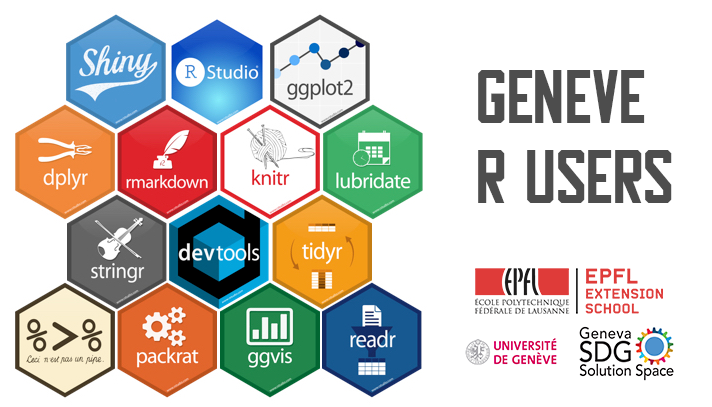 Shiny
R Studio
ggplot2
dplyr
rmarkdown
knitr
lubridate
stringr
devtools
tidyr
%>%
Ceci n'est pas un pipe.
packrat
ggvis
readr
GENEVE
R USERS
EPFL
ÉCOLE POLYTECHNIQUE
FÉDÉRALE DE LAUSANNE
EPFL
EXTENSION
SCHOOL
UNIVERSITÉ
DE GENÈVE
Geneva
SDG
Solution Space